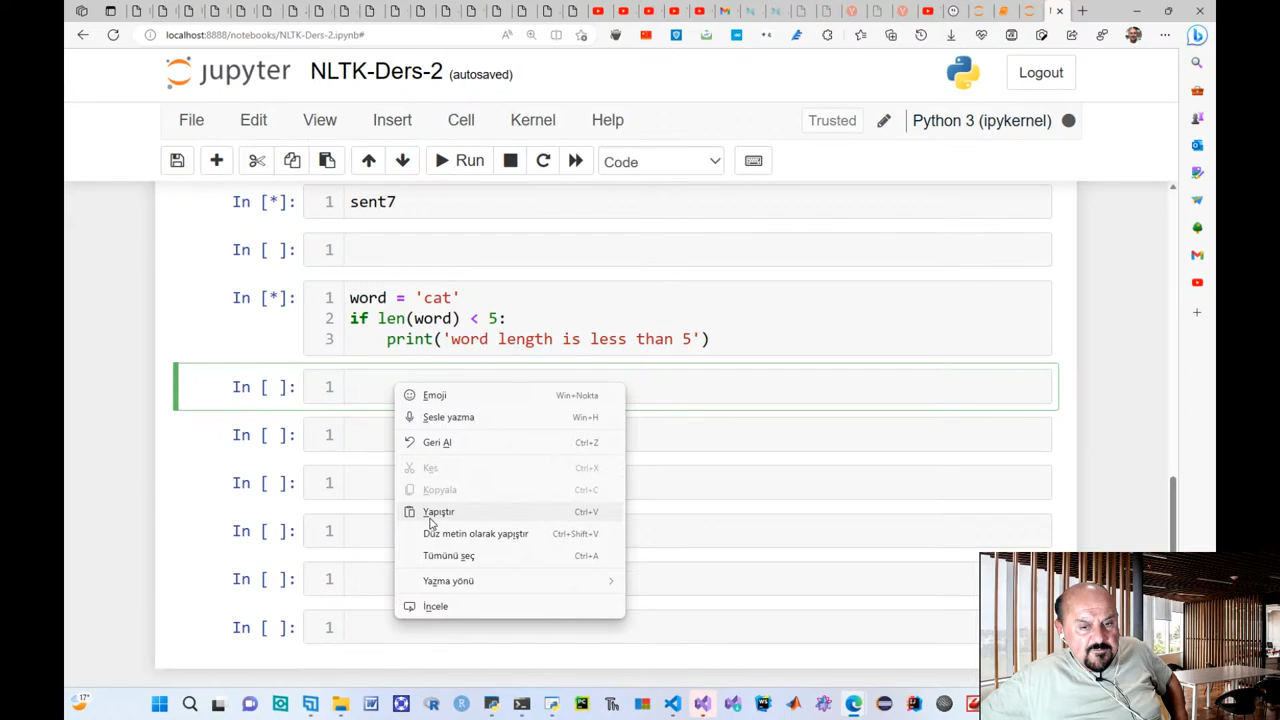 localhost:8888/notebooks/NLTK-Ders-2.ipynb#
jupyter NLTK-Ders-2 (autosaved)
Logout
File Edit View Insert Cell Kernel Help
Trusted Python 3 (ipykernel)
Run Code
In [*]: 1 sent7
In [ ]: 1
In [*]: 1 word = 'cat'
2 if len(word) < 5:
3 print('word length is less than 5')
In [ ]: 1
Emoji Win+Nokta
Sesle yazma Win+H
In [ ]: 1
Geri Al Ctrl+Z
Kes Ctrl+X
In [ ]: 1
Kopyala Ctrl+C
Yapıştır Ctrl+V
In [ ]: 1
Düz metin olarak yapıştır Ctrl+Shift+V
Tümünü seç Ctrl+A
In [ ]: 1
Yazma yönü
İncele
In [ ]: 1
17°